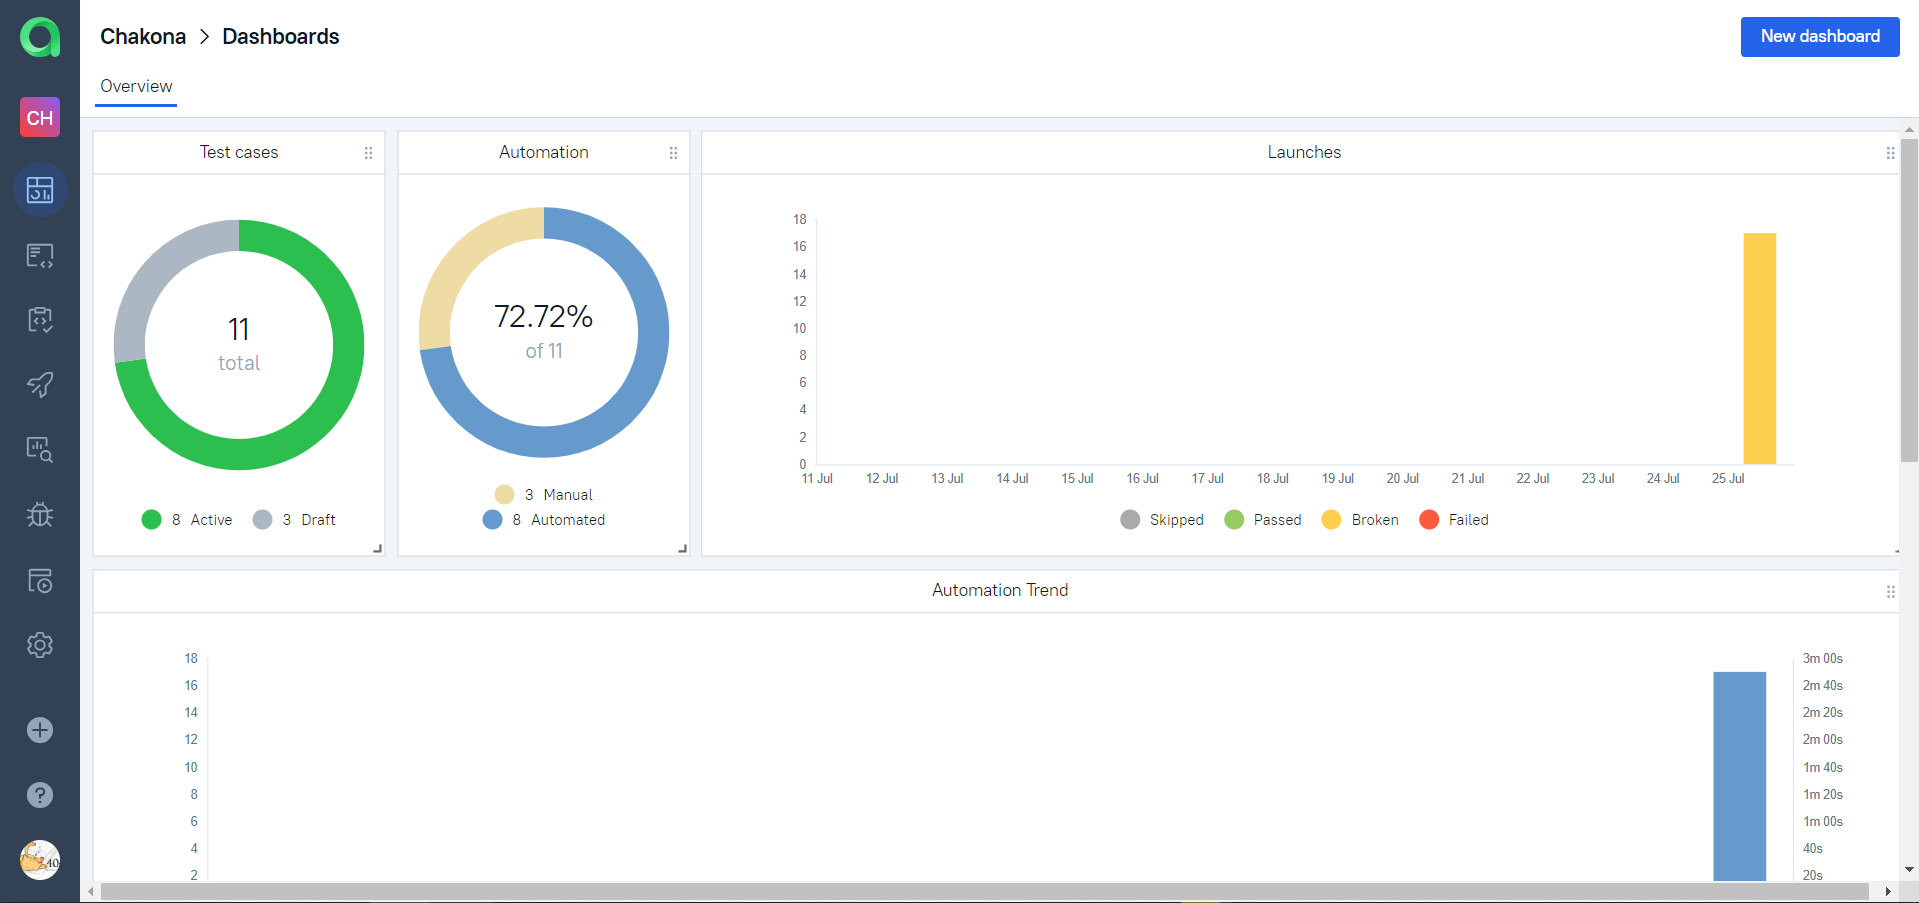 Chakona > Dashboards
New dashboard
Overview
CH
Test cases
11
total
8 Active 3 Draft
Automation
72.72%
of 11
3 Manual
8 Automated
Launches
18
16
14
12
10
8
6
4
2
0
11 Jul 12 Jul 13 Jul 14 Jul 15 Jul 16 Jul 17 Jul 18 Jul 19 Jul 20 Jul 21 Jul 22 Jul 23 Jul 24 Jul 25 Jul
Skipped Passed Broken Failed
Automation Trend
18
16
14
12
10
8
6
4
2
3m 00s
2m 40s
2m 20s
2m 00s
1m 40s
1m 20s
1m 00s
40s
20s
?
40